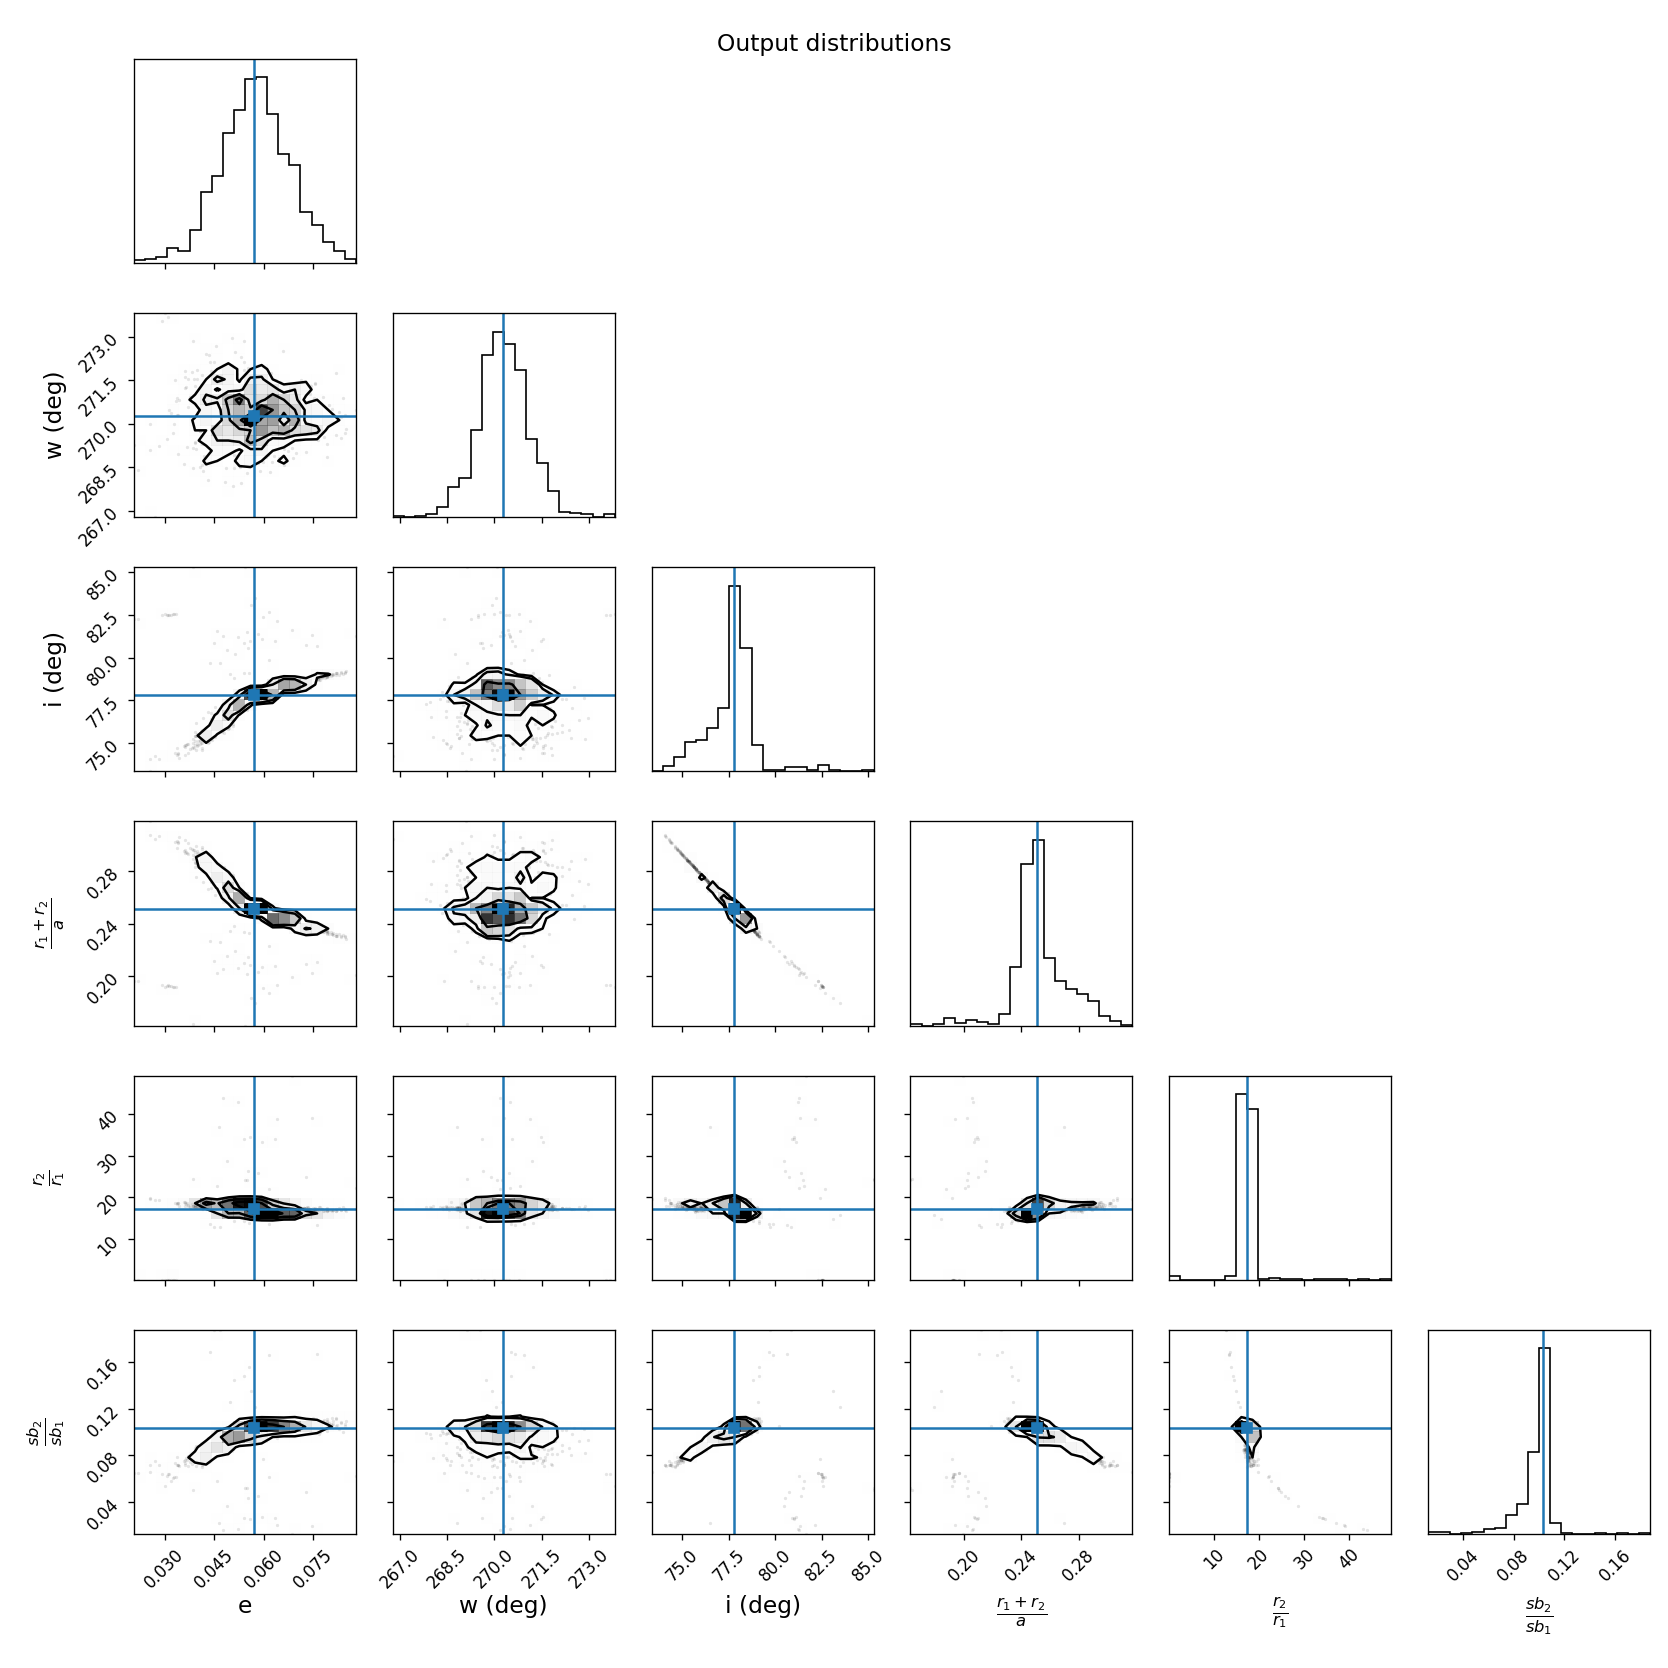 Output distributions
w (deg)
273.0
271.5
270.0
268.5
267.0
i (deg)
85.0
82.5
80.0
77.5
75.0
r₁ + r₂
a
0.28
0.24
0.20
r₂
r₁
40
30
20
10
sb₂
sb₁
0.16
0.12
0.08
0.04
0.030 0.045 0.060 0.075 267.0 268.5 270.0 271.5 273.0 75.0 77.5 80.0 82.5 85.0 0.20 0.24 0.28 10 20 30 40 0.04 0.08 0.12 0.16
e w (deg) i (deg) r₁ + r₂ r₂ sb₂
a r₁ sb₁